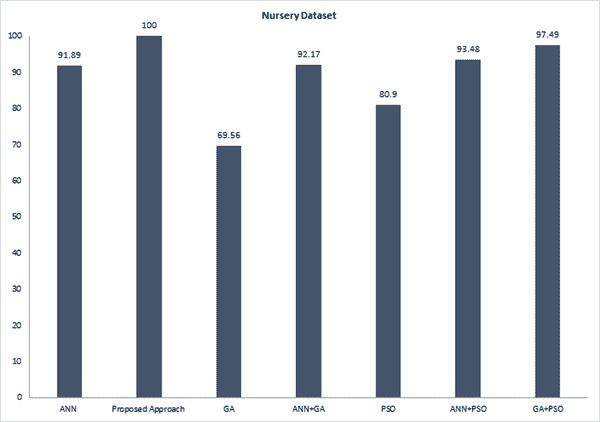 Nursery Dataset
100
90
80
70
60
50
40
30
20
10
0
91.89
100
69.56
92.17
80.9
93.48
97.49
ANN
Proposed Approach
GA
ANN+GA
PSO
ANN+PSO
GA+PSO